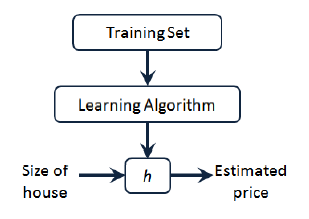 Training Set
Learning Algorithm
Size of
house
h
Estimated
price